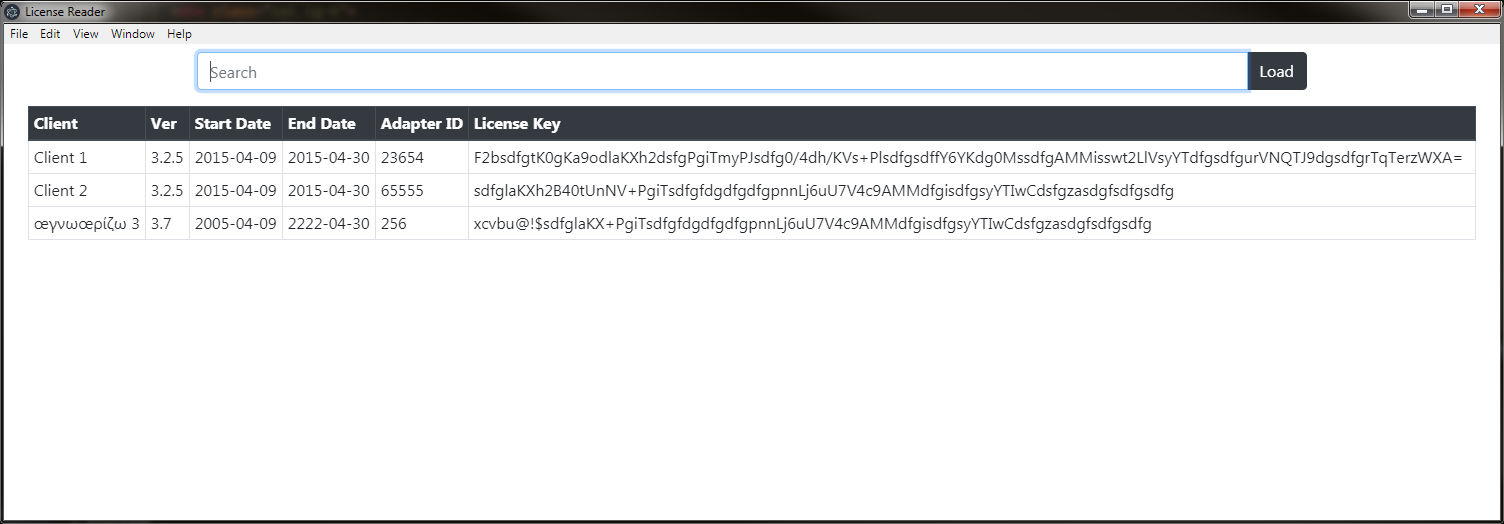 License Reader
File Edit View Window Help
Search Load
Client Ver Start Date End Date Adapter ID License Key
Client 1 3.2.5 2015-04-09 2015-04-30 23654 F2bsdfgtK0gKa9odlaKXh2dsfgPgiTmyPJsdfg0/4dh/KVs+PlsdfgsdffY6YKdg0MssdfgAMMisswt2LlVsyYTdfgsdfgurVNQTJ9dgsdfgrTqTerzWXA=
Client 2 3.2.5 2015-04-09 2015-04-30 65555 sdfglaKXh2B40tUnNV+PgiTsdfgfdgdfgdfgpnnLj6uU7V4c9AMMdfgisdfgsyYTIwCdsfgzasdgfsdfgsdfg
œγνωœρίζω 3 3.7 2005-04-09 2222-04-30 256 xcvbu@!$sdfglaKX+PgiTsdfgfdgdfgdfgpnnLj6uU7V4c9AMMdfgisdfgsyYTIwCdsfgzasdgfsdfgsdfg